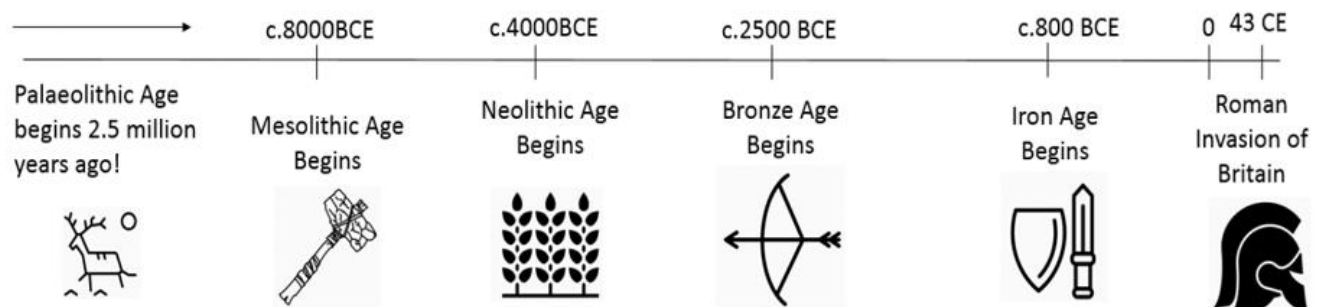 c.8000BCE
c.4000BCE
c.2500 BCE
c.800 BCE
0
43 CE
Palaeolithic Age
begins 2.5 million
years ago!
Mesolithic Age
Begins
Neolithic Age
Begins
Bronze Age
Begins
Iron Age
Begins
Roman
Invasion of
Britain